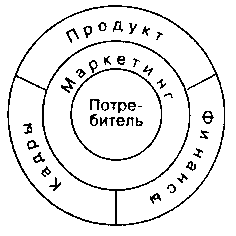 Продукт
Маркетинг
Потре-
битель
Кадры
Финансы